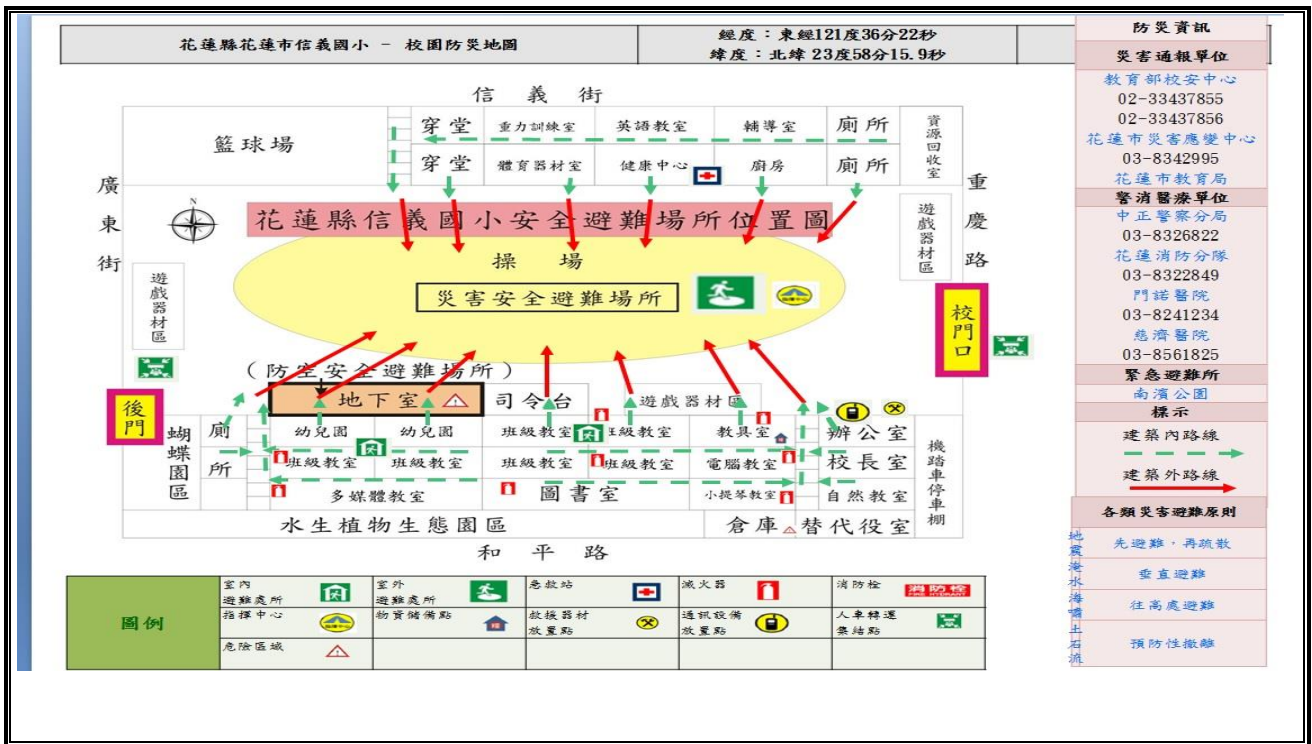 花蓮縣花蓮市信義國小 - 校園防災地圖
經度：東經121度36分22秒
緯度：北緯 23度58分15.9秒
信義街
籃球場
穿堂
重力訓練室
英語教室
輔導室
廁所
資源回收室
穿堂
體育器材室
健康中心
廚房
廁所
廣東街
重慶路
花蓮縣信義國小安全避難場所位置圖
遊戲器材區
操場
災害安全避難場所
遊戲器材區
校門口
（防空安全避難場所）
後門
地下室
司令台
遊戲器材區
蝴蝶園區
廁所
幼兒園
幼兒園
班級教室
班級教室
教具室
辦公室
班級教室
班級教室
班級教室
班級教室
電腦教室
校長室
機踏車停車棚
多媒體教室
圖書室
小提琴教室
自然教室
水生植物生態園區
倉庫
替代役室
和平路
圖例
室內
避難處所
室外
避難處所
急救站
滅火器
消防栓
消防栓
FIRE HYDRANT
指揮中心
物資儲備點
救援器材
放置點
通訊設備
放置點
人車轉運
集結點
危險區域
防災資訊
災害通報單位
教育部校安中心
02-33437855
02-33437856
花蓮市災害應變中心
03-8342995
花蓮市教育局
警消醫療單位
中正警察分局
03-8326822
花蓮消防分隊
03-8322849
門諾醫院
03-8241234
慈濟醫院
03-8561825
緊急避難所
南濱公園
標示
建築內路線
建築外路線
各類災害避難原則
地震
先避難，再疏散
淹水
垂直避難
海嘯
往高處避難
土石流
預防性撤離